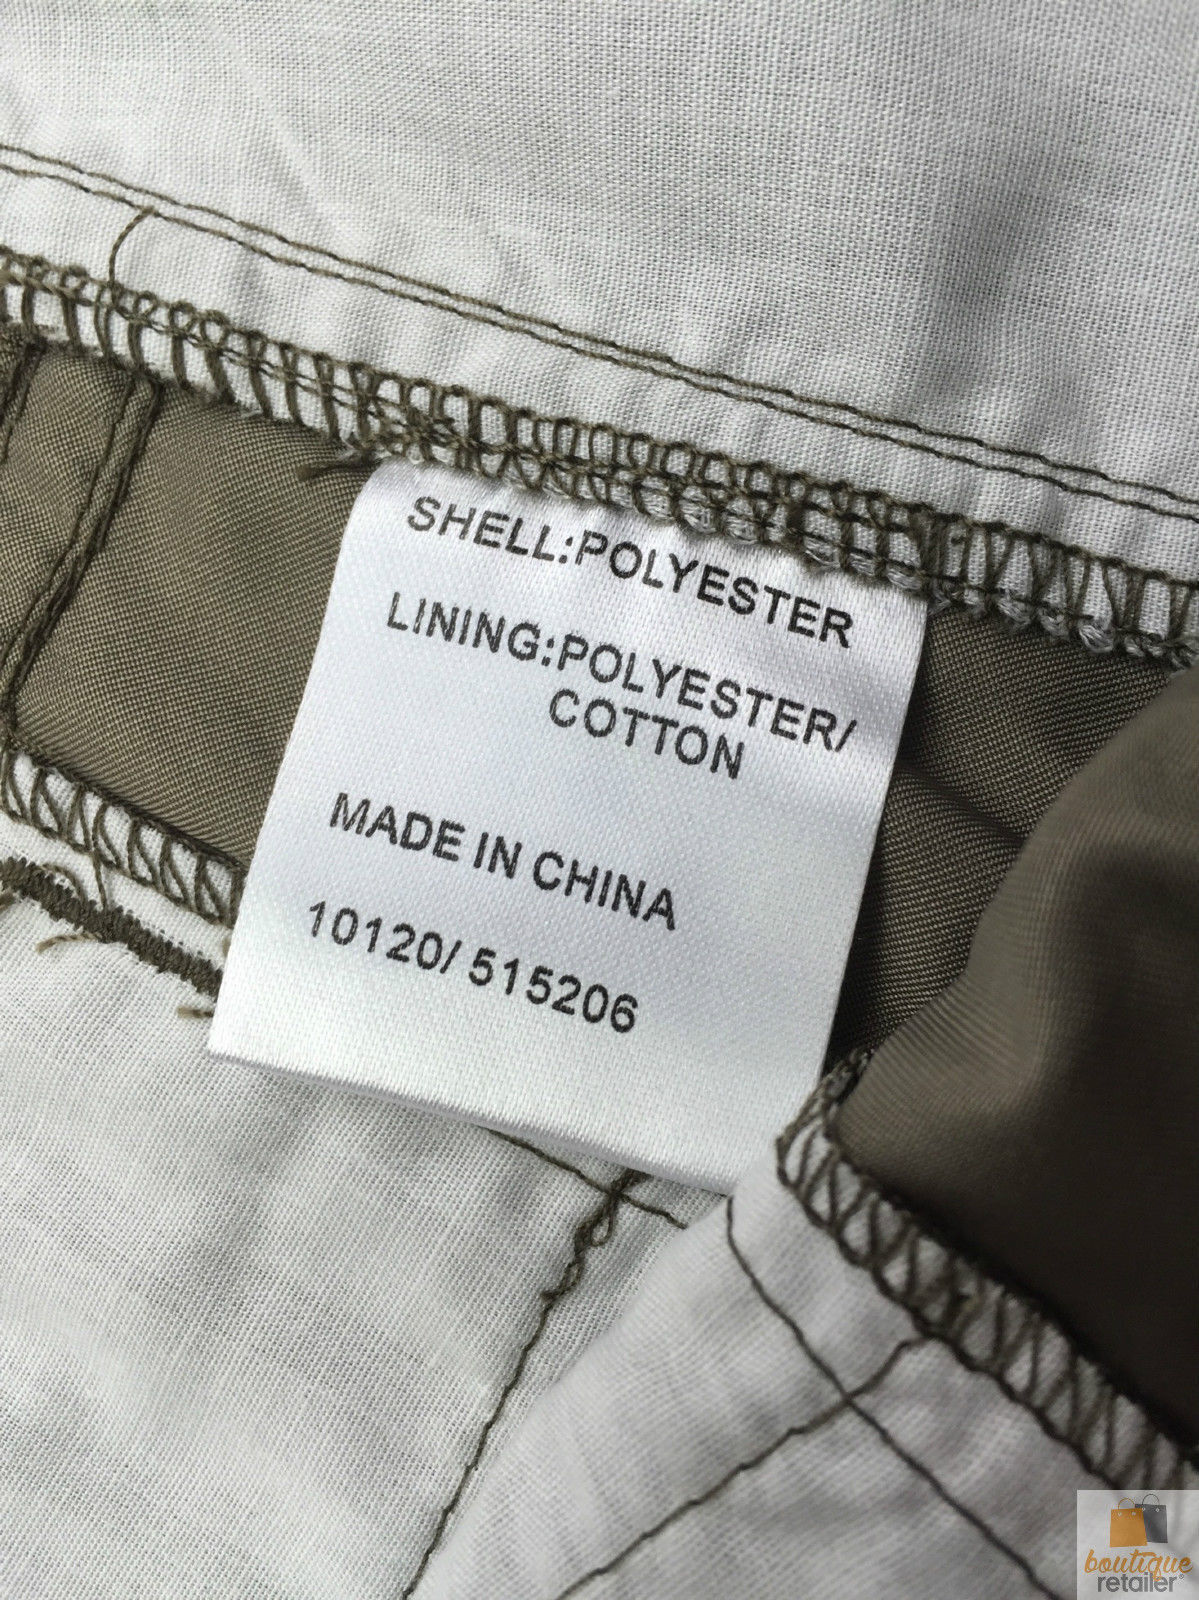 SHELL:POLYESTER
LINING:POLYESTER/
COTTON
MADE IN CHINA
10120/ 515206
boutique
retailer®